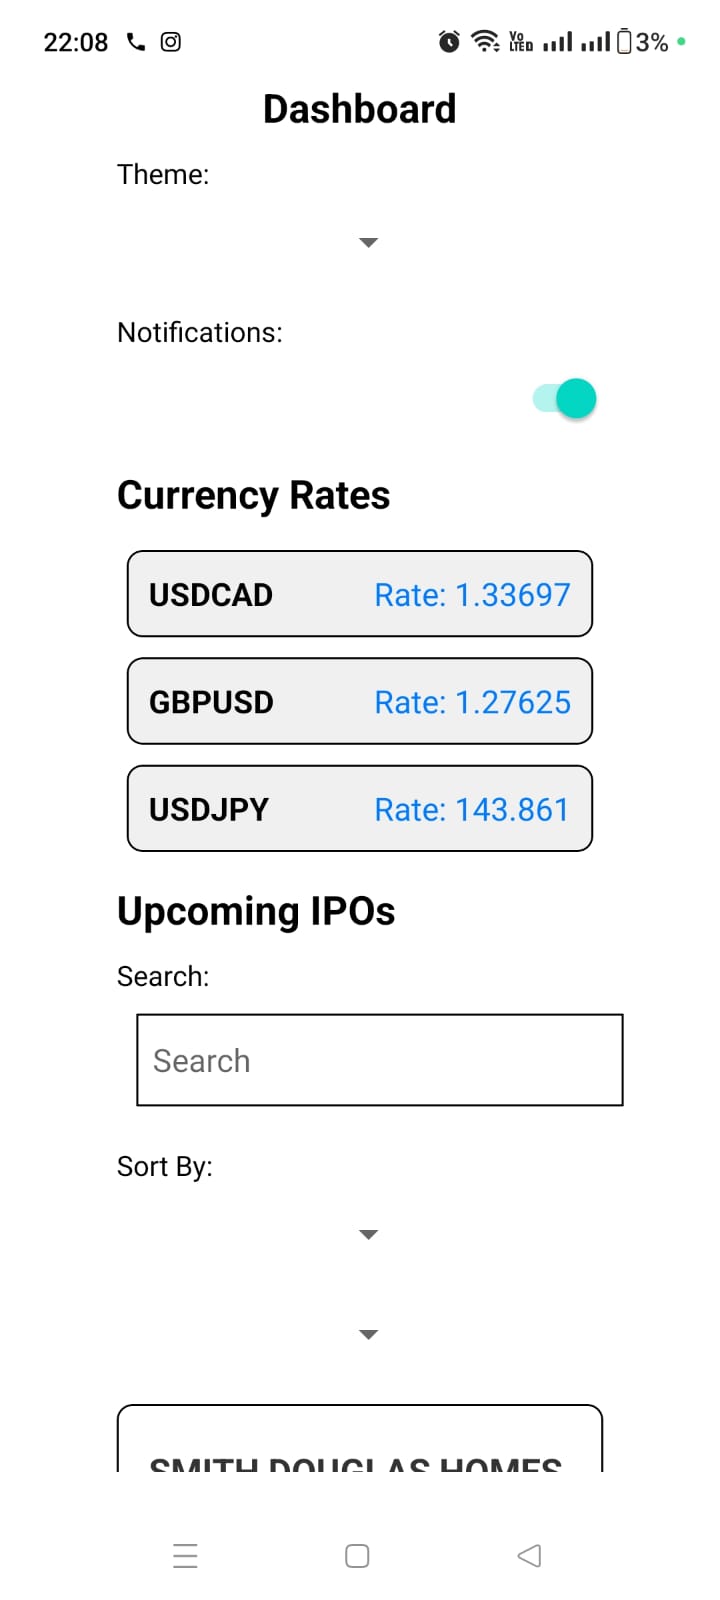 22:08 Vo LTED 3%
Dashboard
Theme:
Notifications:
Currency Rates
USDCAD Rate: 1.33697
GBPUSD Rate: 1.27625
USDJPY Rate: 143.861
Upcoming IPOs
Search:
Search
Sort By:
SMITH DOUGLAS HOMES